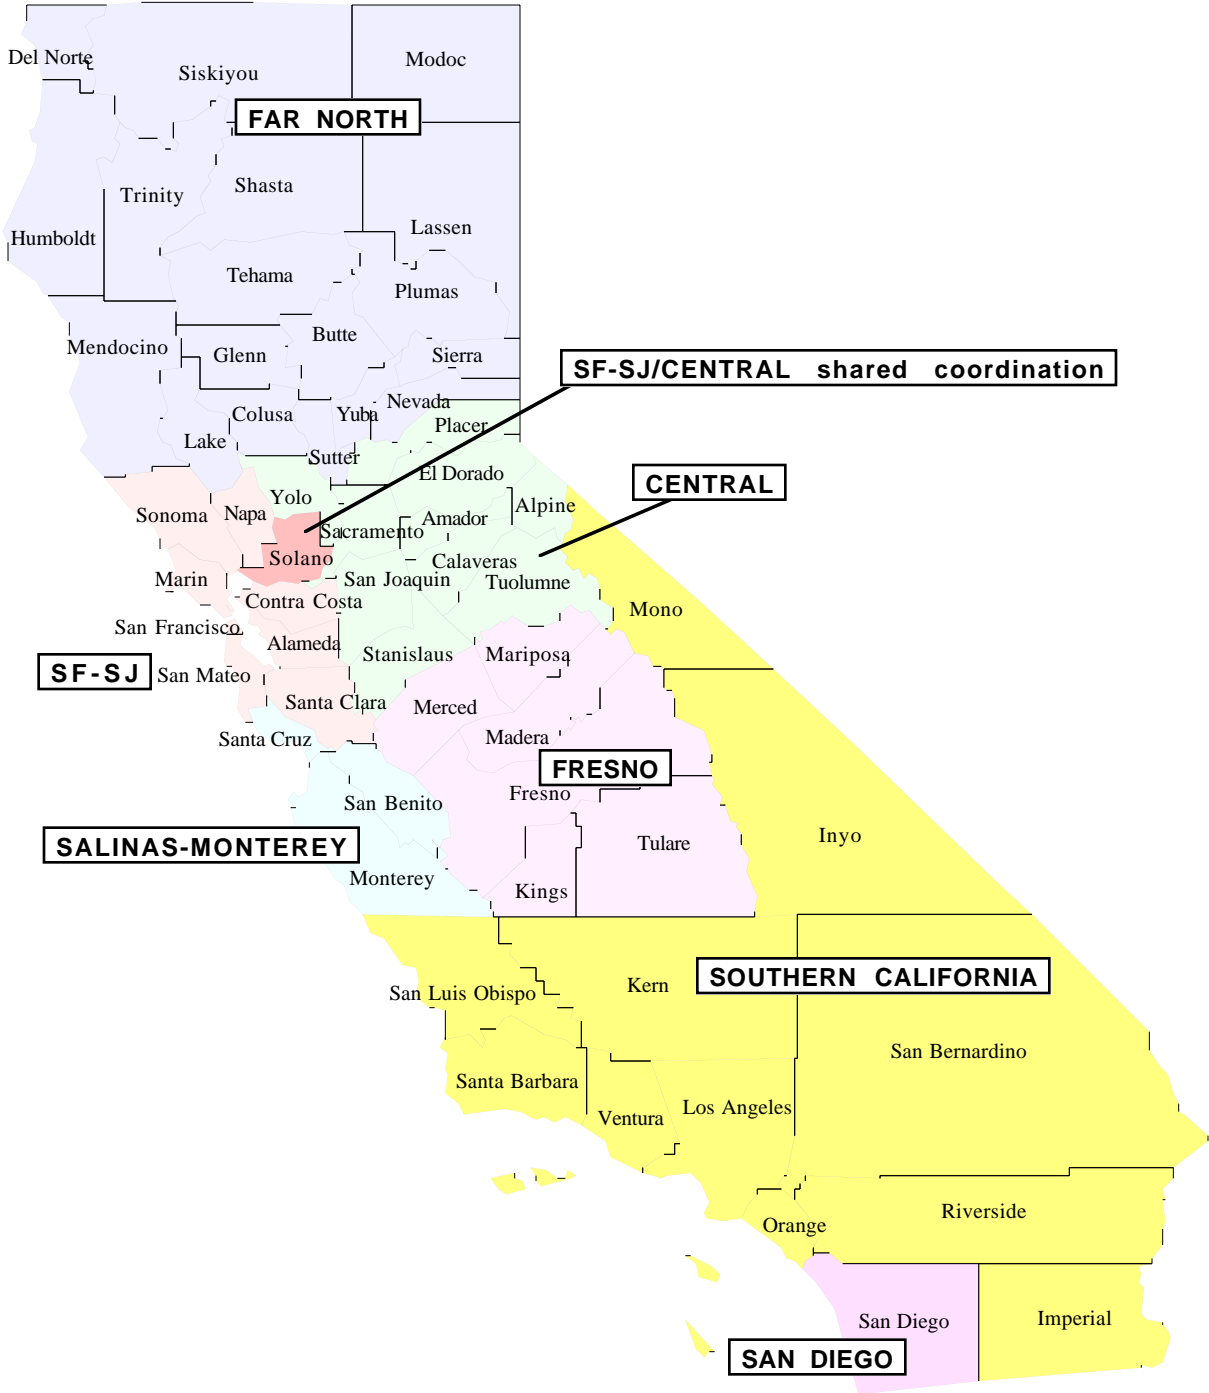 Del Norte
Siskiyou
Modoc
FAR NORTH
Trinity
Shasta
Humboldt
Lassen
Tehama
Plumas
Mendocino
Glenn
Butte
Sierra
SF-SJ/CENTRAL shared coordination
Colusa
Yuba
Nevada
Placer
Lake
Sutter
El Dorado
CENTRAL
Yolo
Alpine
Sonoma
Napa
Sacramento
Amador
Solano
Calaveras
Marin
San Joaquin
Tuolumne
Contra Costa
Mono
San Francisco
Alameda
Stanislaus
Mariposa
SF-SJ
San Mateo
Santa Clara
Merced
Santa Cruz
Madera
FRESNO
San Benito
Fresno
SALINAS-MONTEREY
Tulare
Inyo
Monterey
Kings
San Luis Obispo
Kern
SOUTHERN CALIFORNIA
San Bernardino
Santa Barbara
Ventura
Los Angeles
Orange
Riverside
San Diego
Imperial
SAN DIEGO